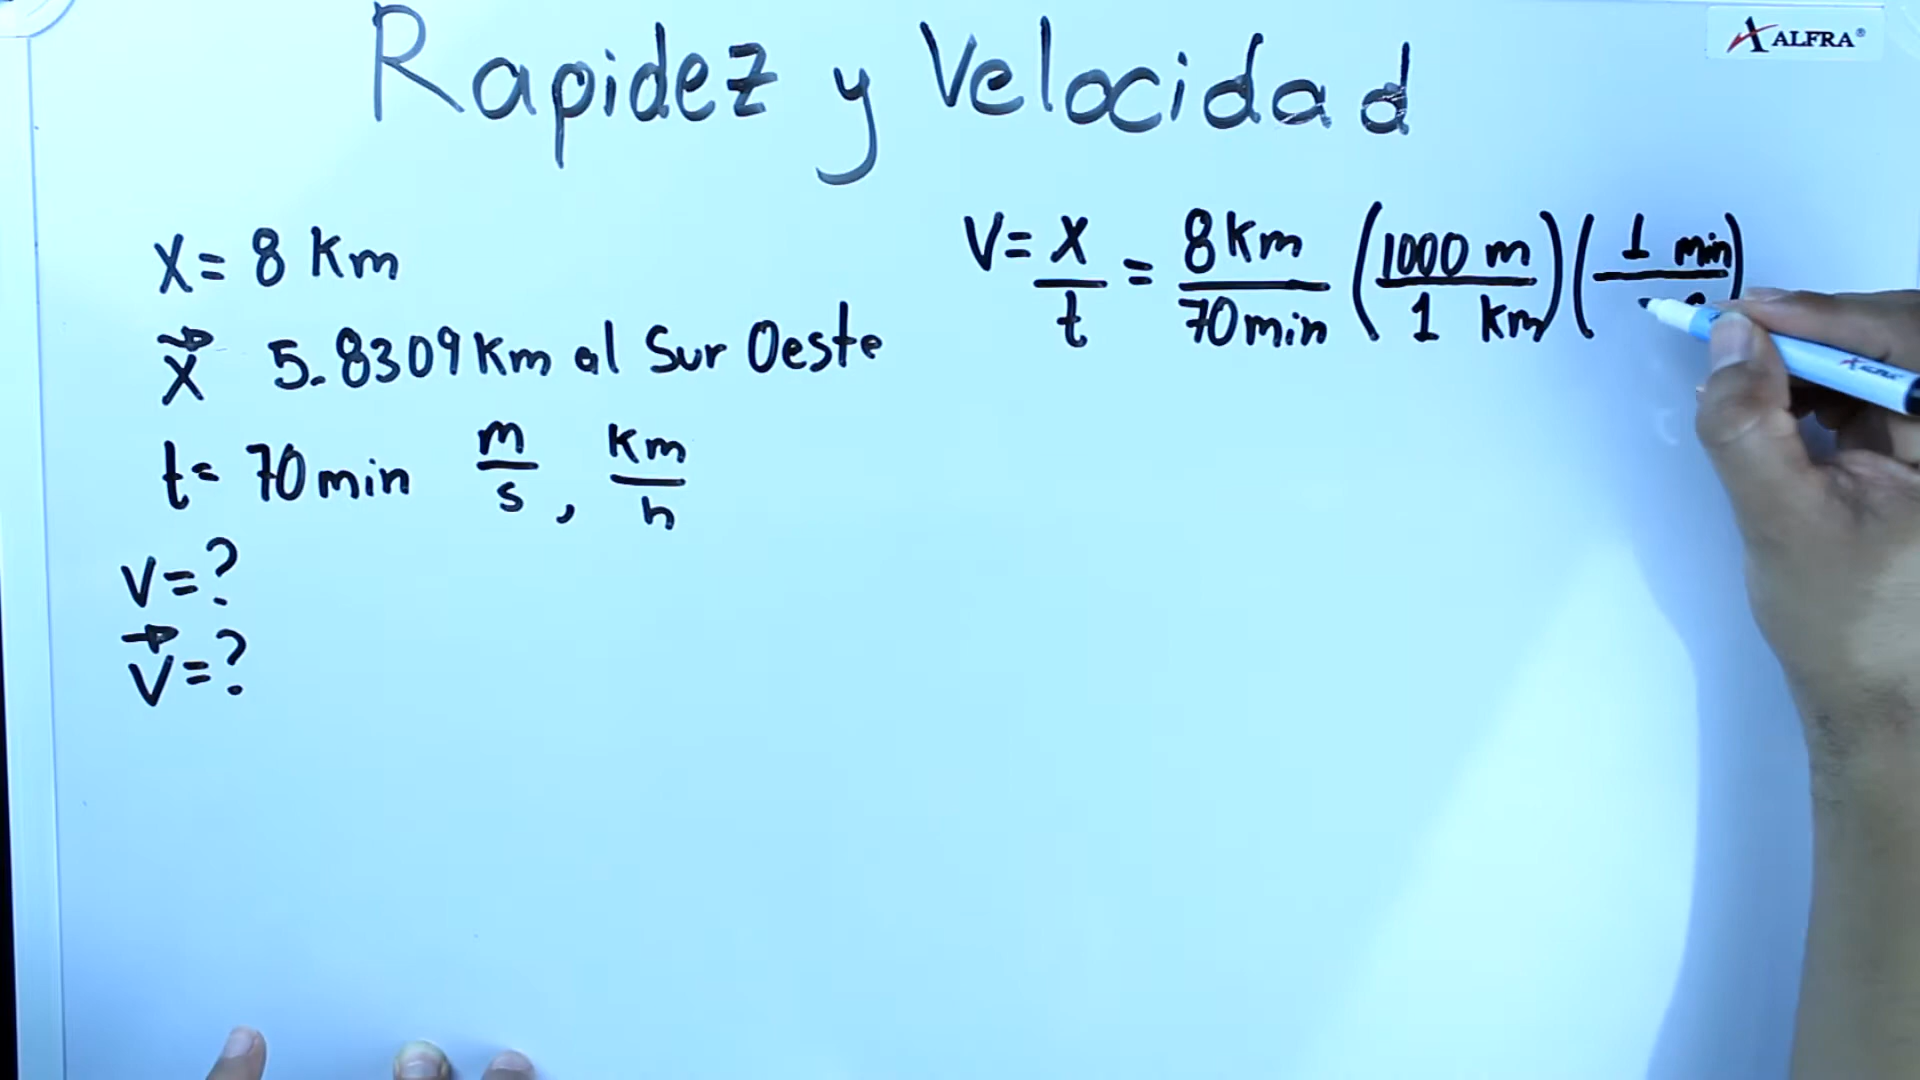 Rapidez y Velocidad
ALFRA®
x = 8 Km
x⃗ 5.8309 Km al Sur Oeste
t = 70 min m/s, Km/h
v = ?
v⃗ = ?
V = x/t = 8 Km/70 min (1000 m/1 Km)(1 min/